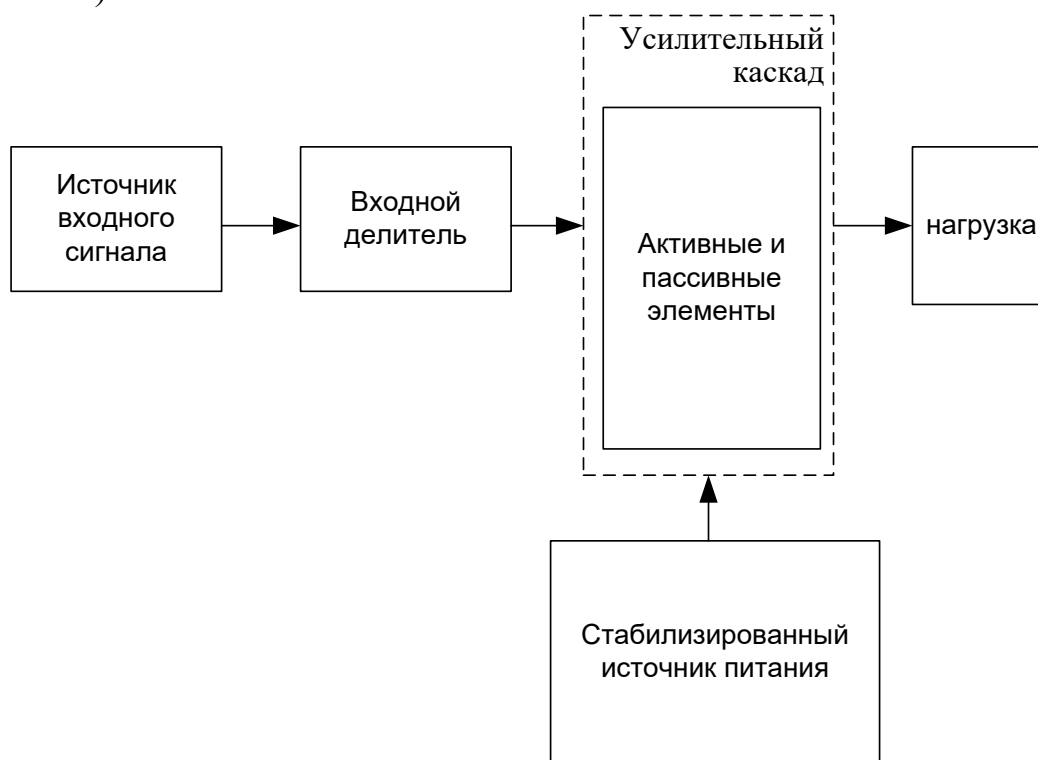 )
Усилительный
каскад
Источник
входного
сигнала
Входной
делитель
Активные и
пассивные
элементы
нагрузка
Стабилизированный
источник питания